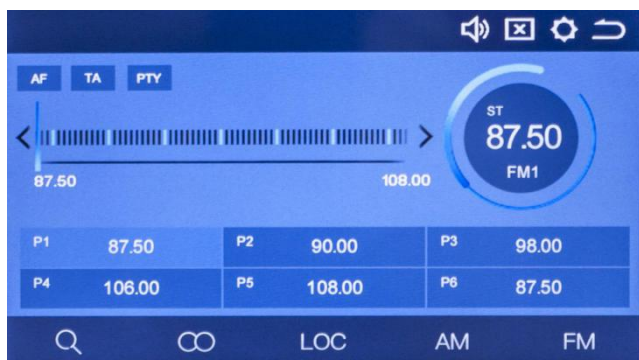 AF TA PTY
ST
87.50
FM1
87.50 108.00
P1 87.50 P2 90.00 P3 98.00
P4 106.00 P5 108.00 P6 87.50
LOC AM FM